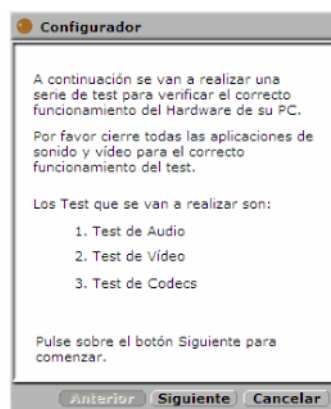 Configurador
A continuación se van a realizar una
serie de test para verificar el correcto
funcionamiento del Hardware de su PC.
Por favor cierre todas las aplicaciones de
sonido y vídeo para el correcto
funcionamiento del test.
Los Test que se van a realizar son:
1. Test de Audio
2. Test de Vídeo
3. Test de Codecs
Pulse sobre el botón Siguiente para
comenzar.
Anterior Siguiente Cancelar